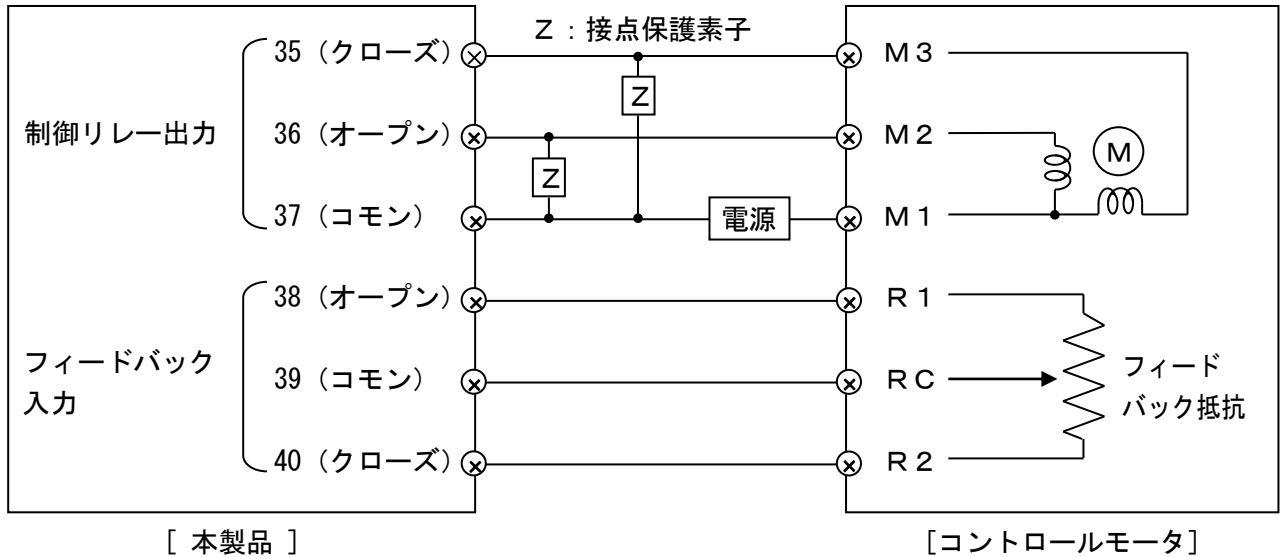 Z：接点保護素子
35（クローズ）
M3
Z
制御リレー出力
36（オープン）
M2
M
Z
37（コモン）
電源
M1
38（オープン）
R1
フィードバック
入力
39（コモン）
RC
フィード
バック抵抗
40（クローズ）
R2
[ 本製品 ]
[コントロールモータ]